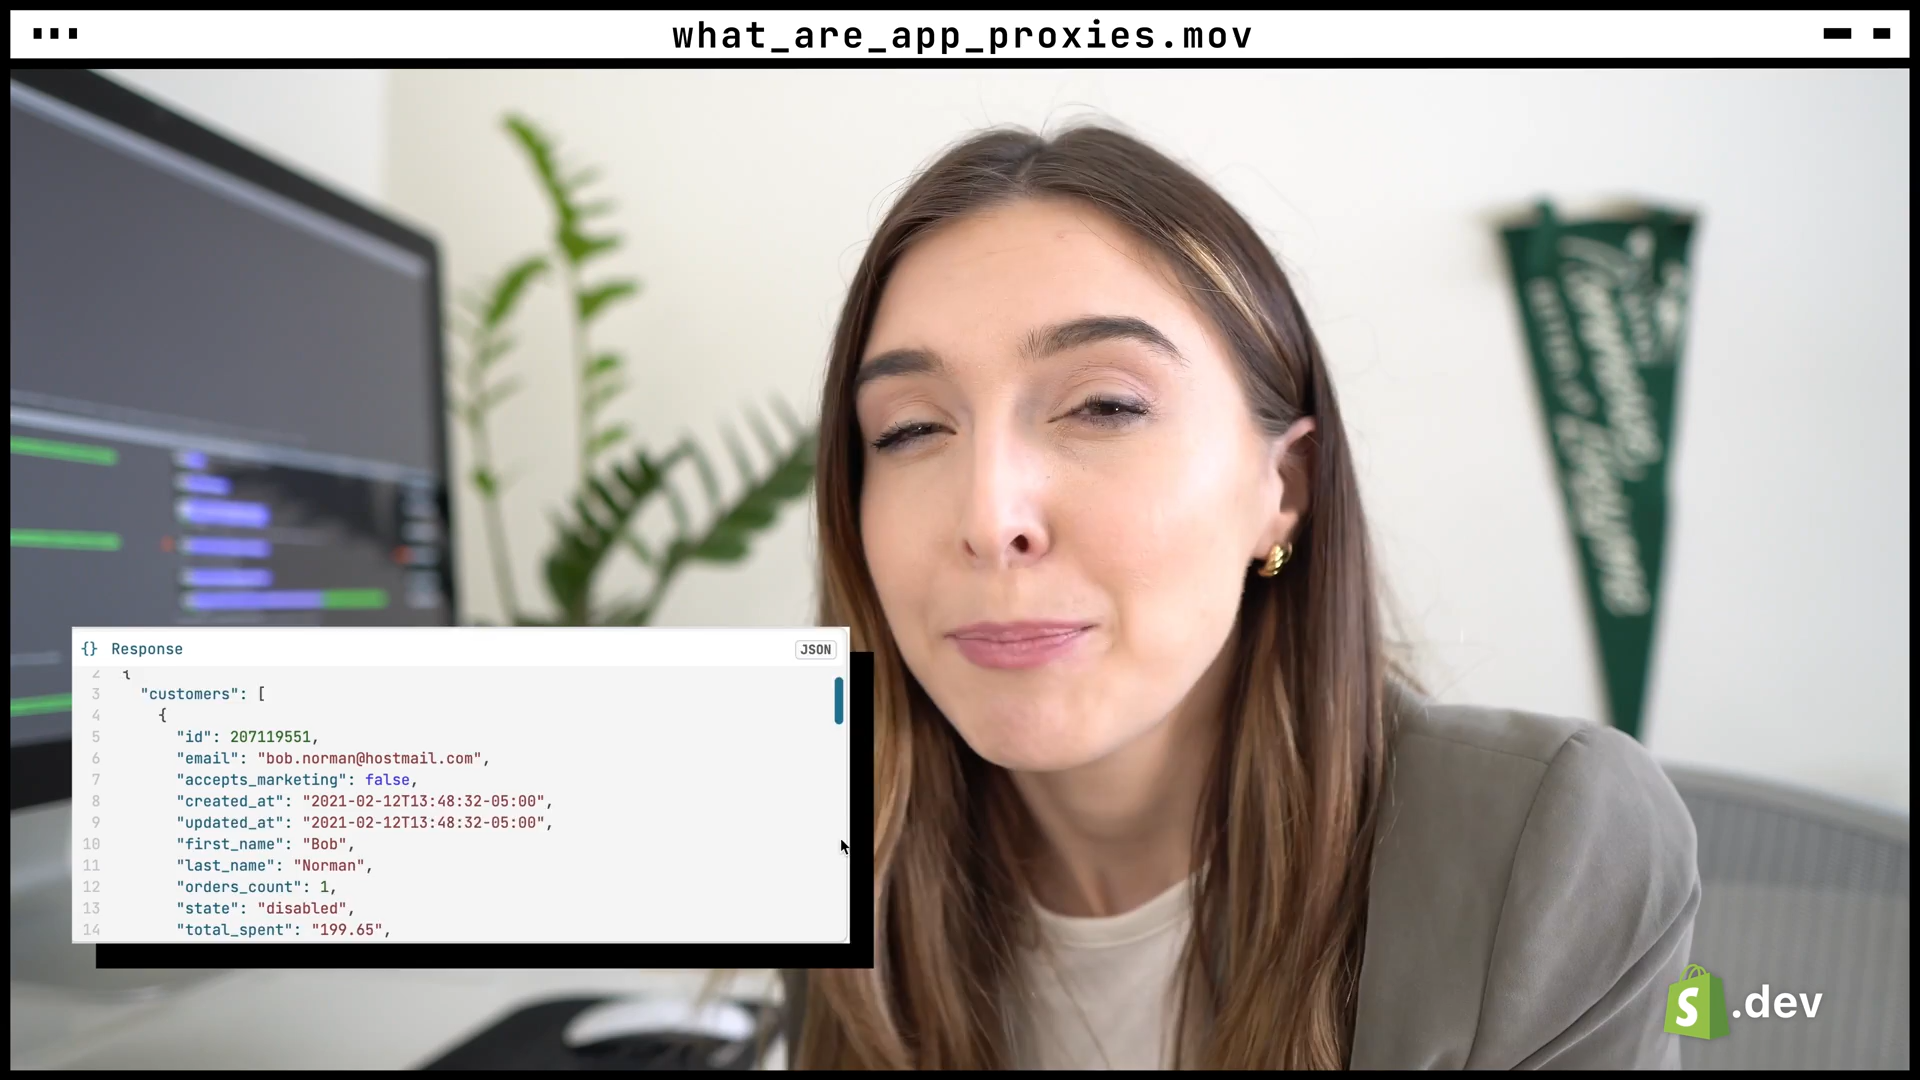 what_are_app_proxies.mov
{} Response
JSON
2 {
3 "customers": [
4 {
5 "id": 207119551,
6 "email": "bob.norman@hostmail.com",
7 "accepts_marketing": false,
8 "created_at": "2021-02-12T13:48:32-05:00",
9 "updated_at": "2021-02-12T13:48:32-05:00",
10 "first_name": "Bob",
11 "last_name": "Norman",
12 "orders_count": 1,
13 "state": "disabled",
14 "total_spent": "199.65",
S.dev